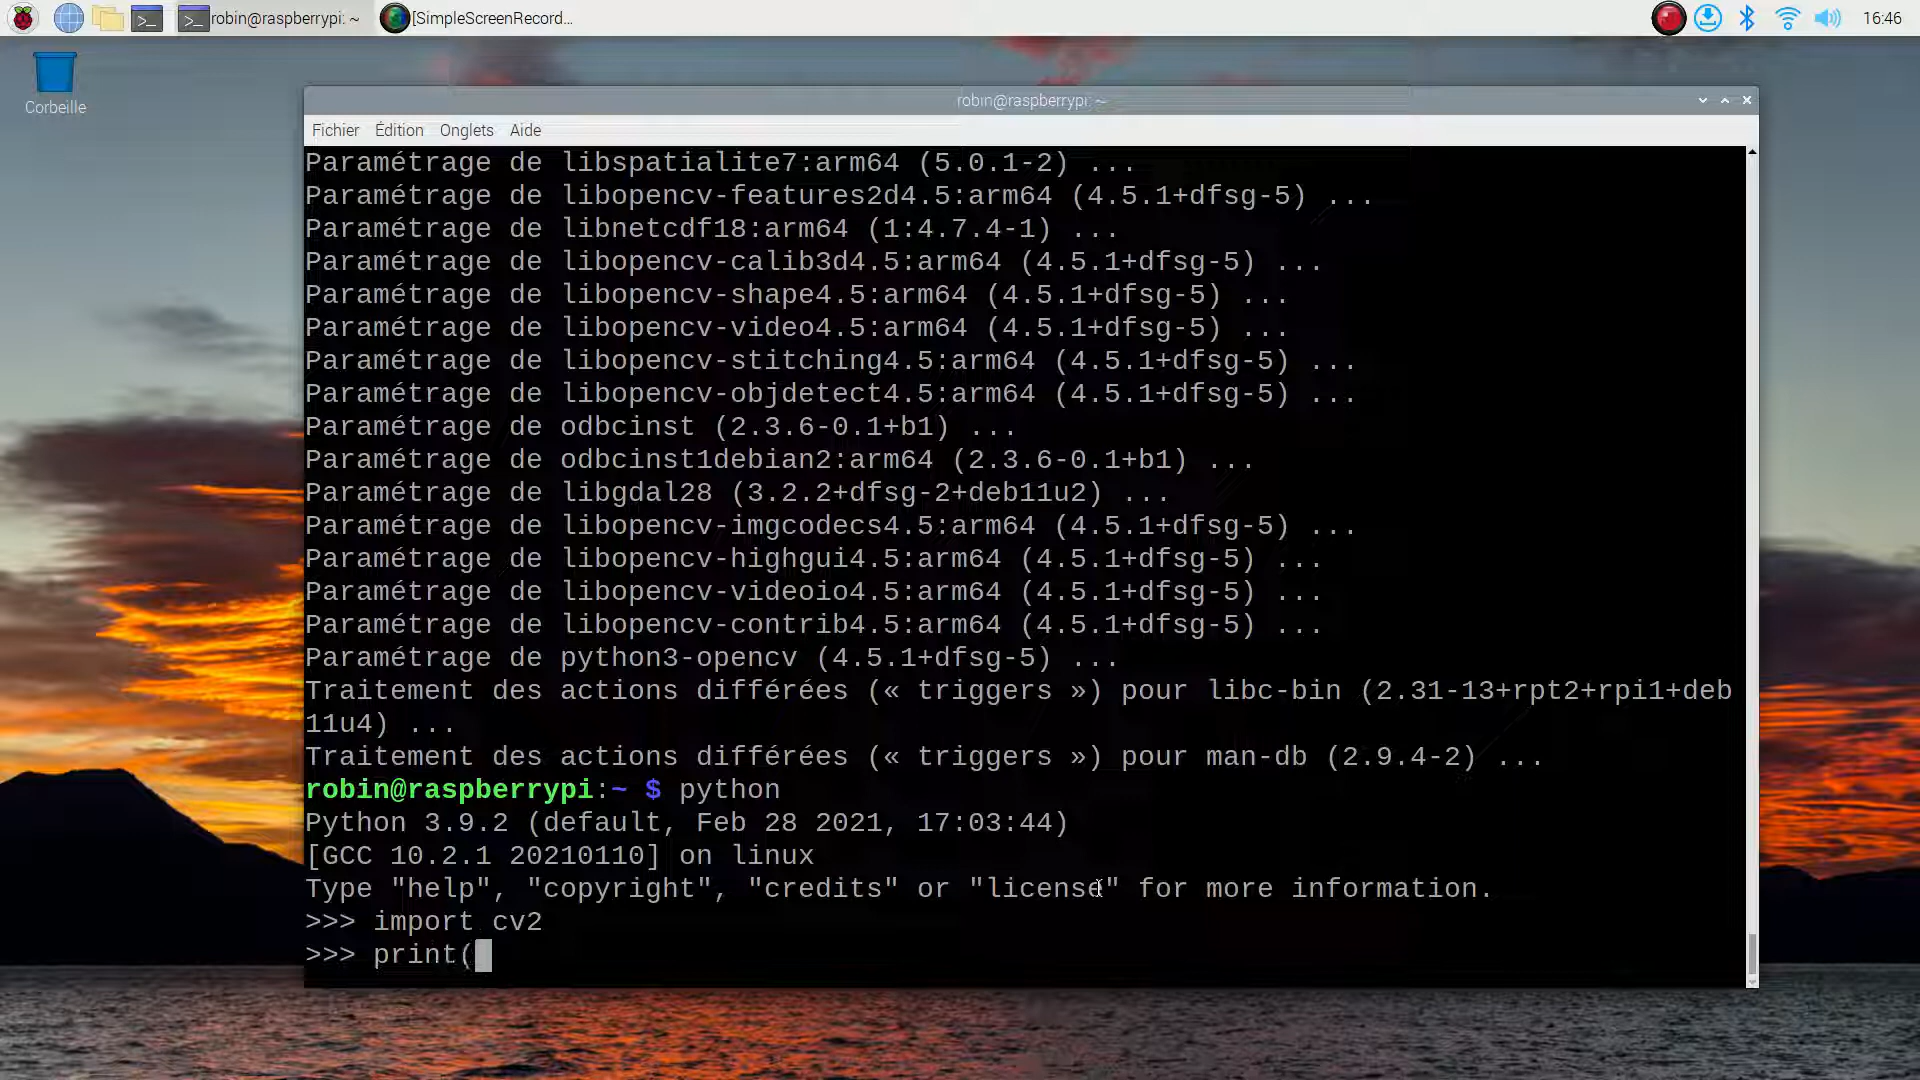 robin@raspberrypi: ~
[SimpleScreenRecord...
16:46
Corbeille
robin@raspberrypi: ~
Fichier Édition Onglets Aide
Paramétrage de libspatialite7:arm64 (5.0.1-2) ...
Paramétrage de libopencv-features2d4.5:arm64 (4.5.1+dfsg-5) ...
Paramétrage de libnetcdf18:arm64 (1:4.7.4-1) ...
Paramétrage de libopencv-calib3d4.5:arm64 (4.5.1+dfsg-5) ...
Paramétrage de libopencv-shape4.5:arm64 (4.5.1+dfsg-5) ...
Paramétrage de libopencv-video4.5:arm64 (4.5.1+dfsg-5) ...
Paramétrage de libopencv-stitching4.5:arm64 (4.5.1+dfsg-5) ...
Paramétrage de libopencv-objdetect4.5:arm64 (4.5.1+dfsg-5) ...
Paramétrage de odbcinst (2.3.6-0.1+b1) ...
Paramétrage de odbcinst1debian2:arm64 (2.3.6-0.1+b1) ...
Paramétrage de libgdal28 (3.2.2+dfsg-2+deb11u2) ...
Paramétrage de libopencv-imgcodecs4.5:arm64 (4.5.1+dfsg-5) ...
Paramétrage de libopencv-highgui4.5:arm64 (4.5.1+dfsg-5) ...
Paramétrage de libopencv-videoio4.5:arm64 (4.5.1+dfsg-5) ...
Paramétrage de libopencv-contrib4.5:arm64 (4.5.1+dfsg-5) ...
Paramétrage de python3-opencv (4.5.1+dfsg-5) ...
Traitement des actions différées (« triggers ») pour libc-bin (2.31-13+rpt2+rpi1+deb
11u4) ...
Traitement des actions différées (« triggers ») pour man-db (2.9.4-2) ...
robin@raspberrypi:~ $ python
Python 3.9.2 (default, Feb 28 2021, 17:03:44)
[GCC 10.2.1 20210110] on linux
Type "help", "copyright", "credits" or "license" for more information.
>>> import cv2
>>> print(